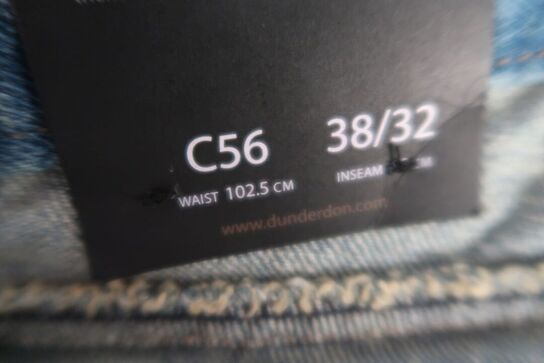 C56 38/32
WAIST 102.5 CM INSEAM
www.dunderdon.com